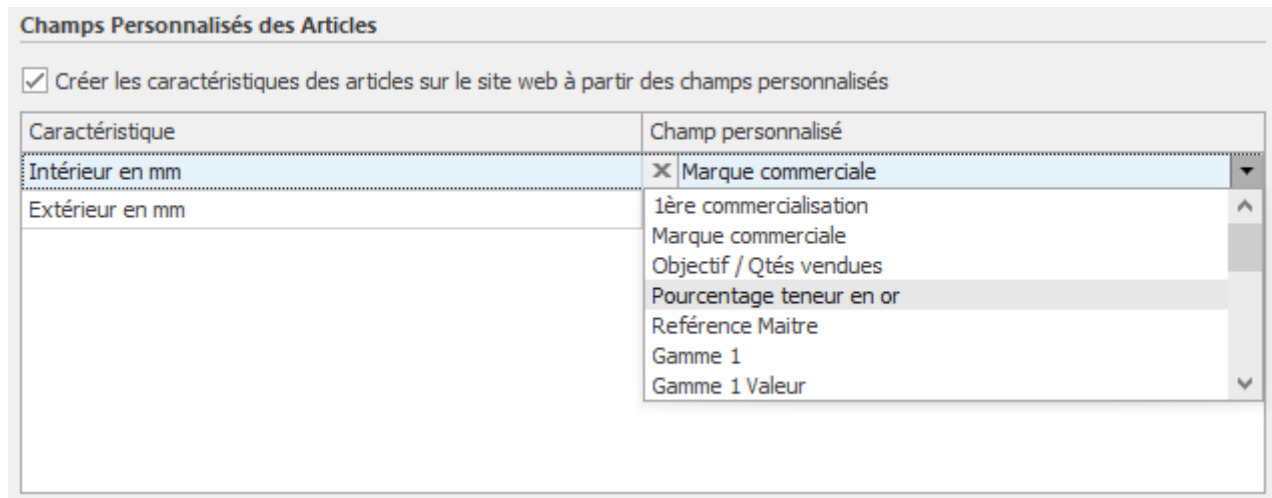 Champs Personnalisés des Articles
Créer les caractéristiques des articles sur le site web à partir des champs personnalisés
Caractéristique Champ personnalisé
Intérieur en mm Marque commerciale
Extérieur en mm
1ère commercialisation
Marque commerciale
Objectif / Qtés vendues
Pourcentage teneur en or
Reférence Maitre
Gamme 1
Gamme 1 Valeur